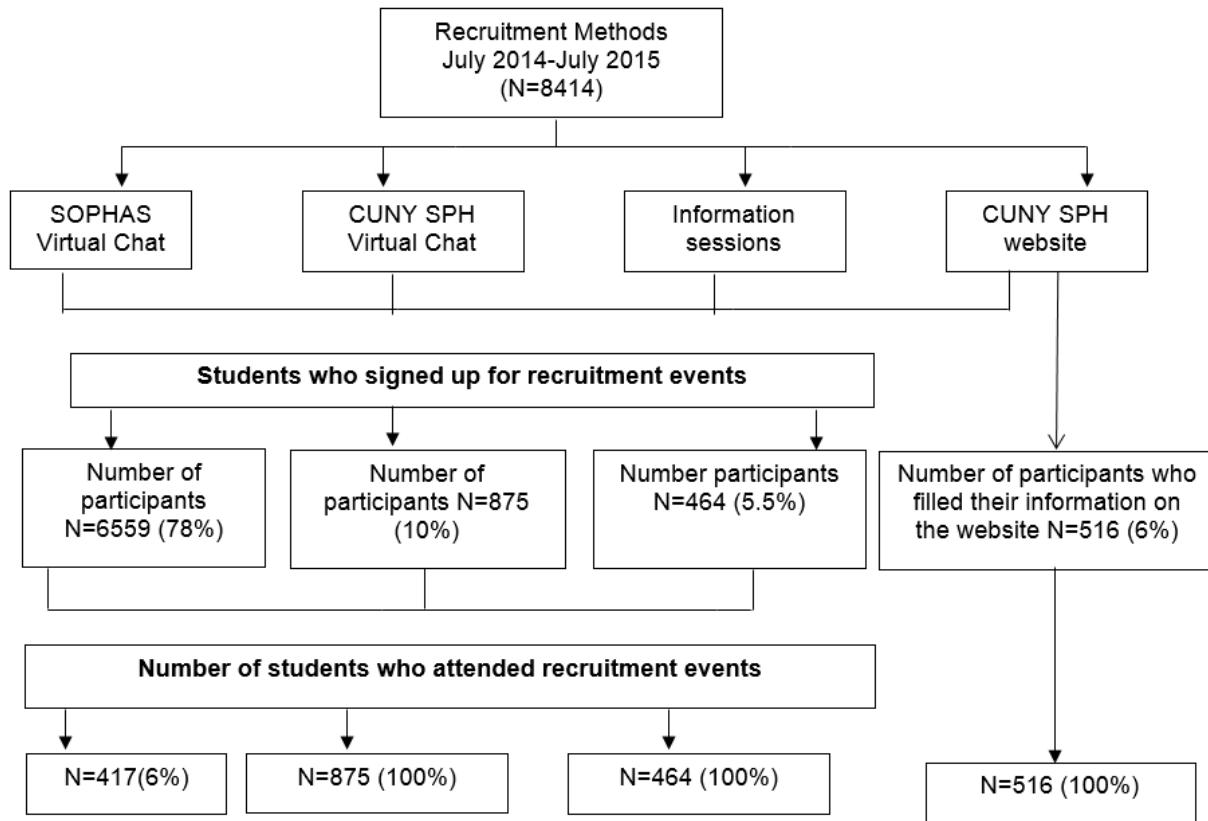 Recruitment Methods
July 2014-July 2015
(N=8414)
SOPHAS
Virtual Chat
CUNY SPH
Virtual Chat
Information
sessions
CUNY SPH
website
Students who signed up for recruitment events
Number of
participants
N=6559 (78%)
Number of
participants N=875
(10%)
Number participants
N=464 (5.5%)
Number of participants who
filled their information on
the website N=516 (6%)
Number of students who attended recruitment events
N=417(6%)
N=875 (100%)
N=464 (100%)
N=516 (100%)